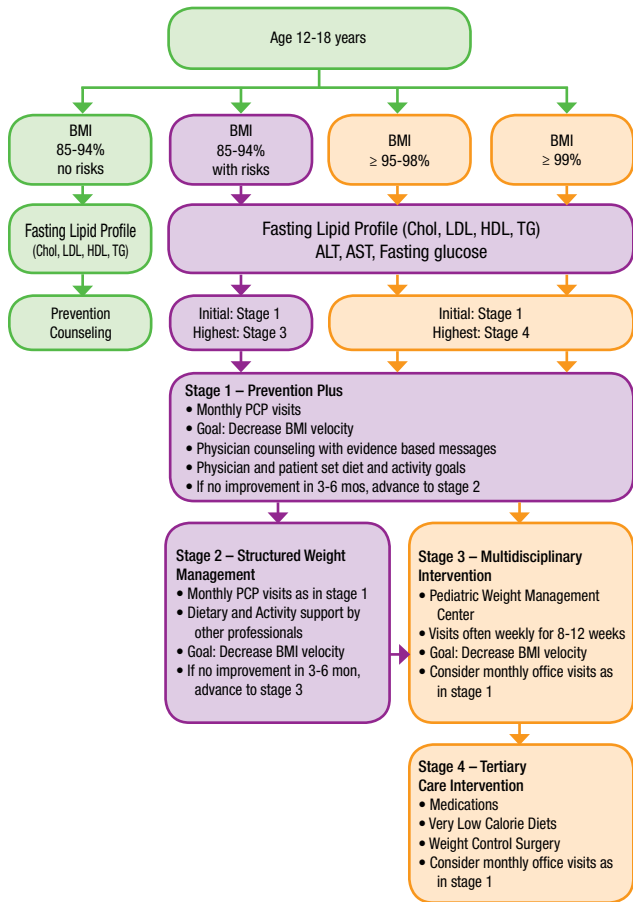 Age 12-18 years
BMI
85-94%
no risks
BMI
85-94%
with risks
BMI
≥ 95-98%
BMI
≥ 99%
Fasting Lipid Profile
(Chol, LDL, HDL, TG)
Fasting Lipid Profile (Chol, LDL, HDL, TG)
ALT, AST, Fasting glucose
Prevention
Counseling
Initial: Stage 1
Highest: Stage 3
Initial: Stage 1
Highest: Stage 4
Stage 1 – Prevention Plus
• Monthly PCP visits
• Goal: Decrease BMI velocity
• Physician counseling with evidence based messages
• Physician and patient set diet and activity goals
• If no improvement in 3-6 mos, advance to stage 2
Stage 2 – Structured Weight
Management
• Monthly PCP visits as in stage 1
• Dietary and Activity support by
other professionals
• Goal: Decrease BMI velocity
• If no improvement in 3-6 mon,
advance to stage 3
Stage 3 – Multidisciplinary
Intervention
• Pediatric Weight Management
Center
• Visits often weekly for 8-12 weeks
• Goal: Decrease BMI velocity
• Consider monthly office visits as
in stage 1
Stage 4 – Tertiary
Care Intervention
• Medications
• Very Low Calorie Diets
• Weight Control Surgery
• Consider monthly office visits as
in stage 1